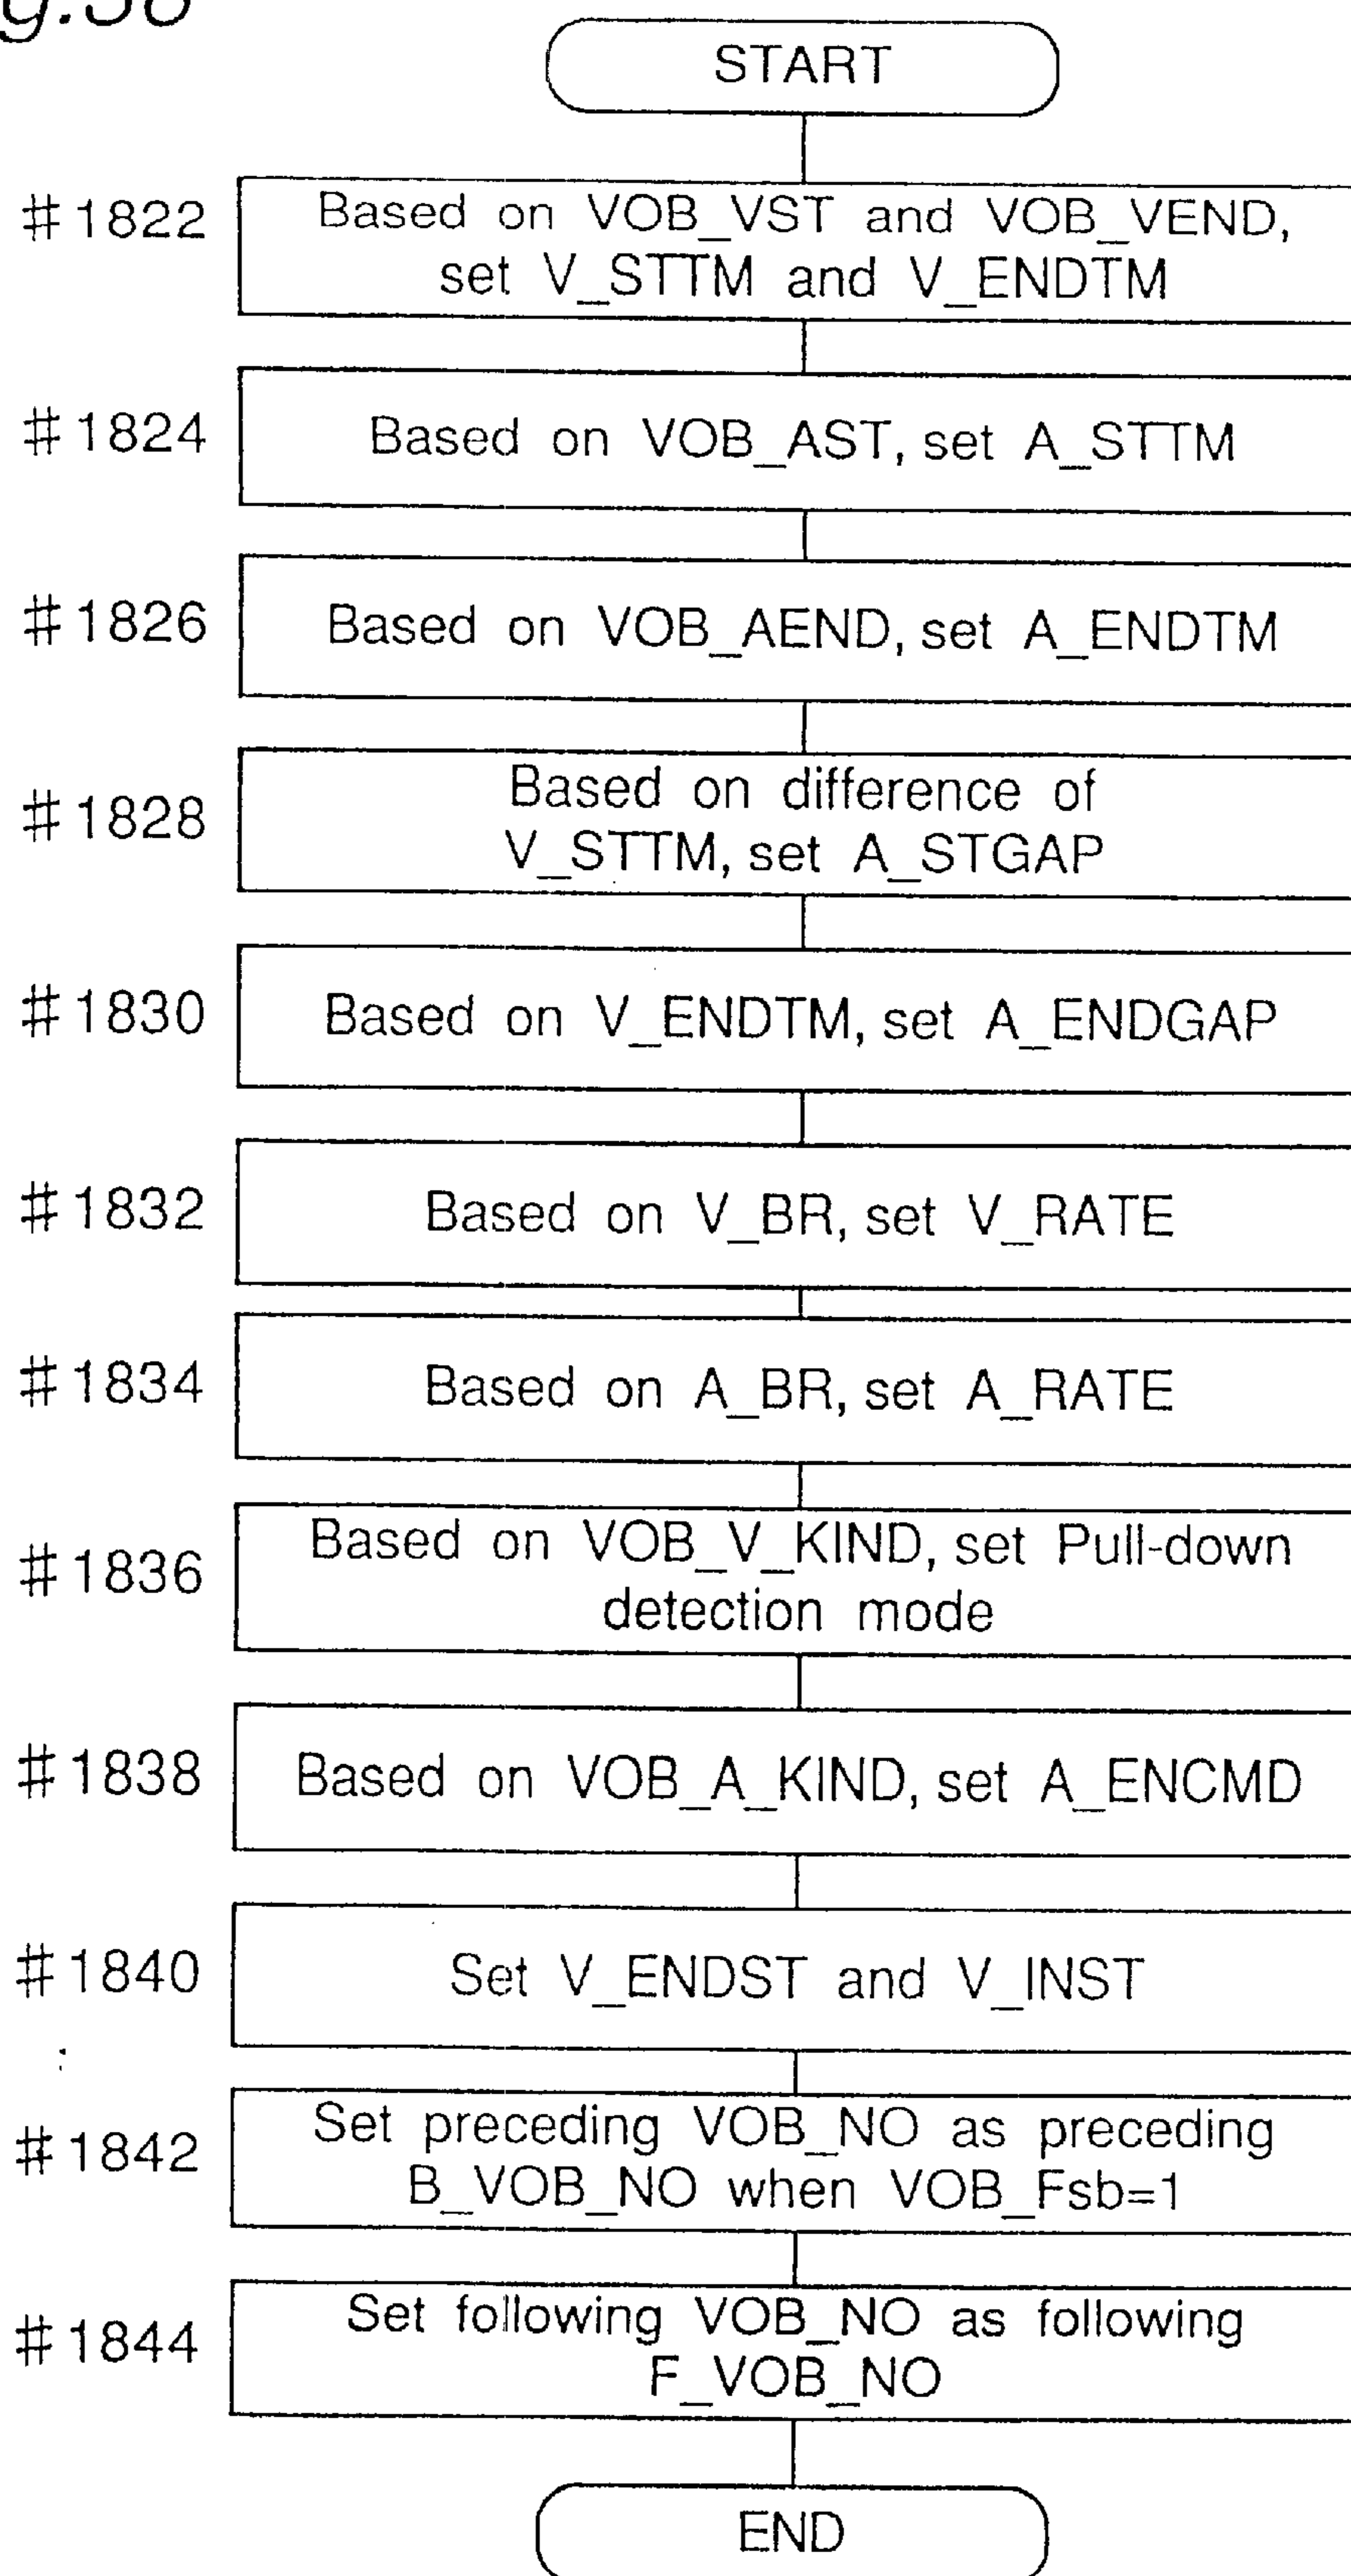 START
#1822
Based on VOB_VST and VOB_VEND,
set V_STTM and V_ENDTM
#1824
Based on VOB_AST, set A_STTM
#1826
Based on VOB_AEND, set A_ENDTM
#1828
Based on difference of
V_STTM, set A_STGAP
#1830
Based on V_ENDTM, set A_ENDGAP
#1832
Based on V_BR, set V_RATE
#1834
Based on A_BR, set A_RATE
#1836
Based on VOB_V_KIND, set Pull-down
detection mode
#1838
Based on VOB_A_KIND, set A_ENCMD
#1840
Set V_ENDST and V_INST
#1842
Set preceding VOB_NO as preceding
B_VOB_NO when VOB_Fsb=1
#1844
Set following VOB_NO as following
F_VOB_NO
END